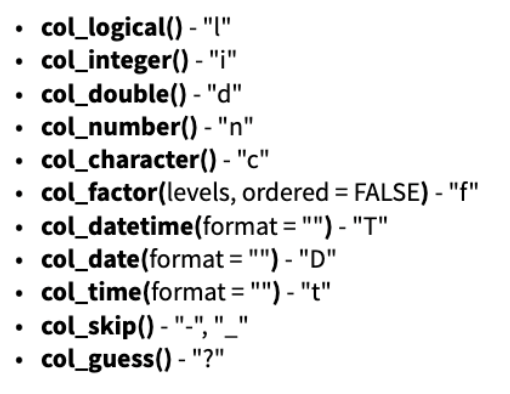 • col_logical() - "l"
• col_integer() - "i"
• col_double() - "d"
• col_number() - "n"
• col_character() - "c"
• col_factor(levels, ordered = FALSE) - "f"
• col_datetime(format = "") - "T"
• col_date(format = "") - "D"
• col_time(format = "") - "t"
• col_skip() - "-", "_"
• col_guess() - "?"